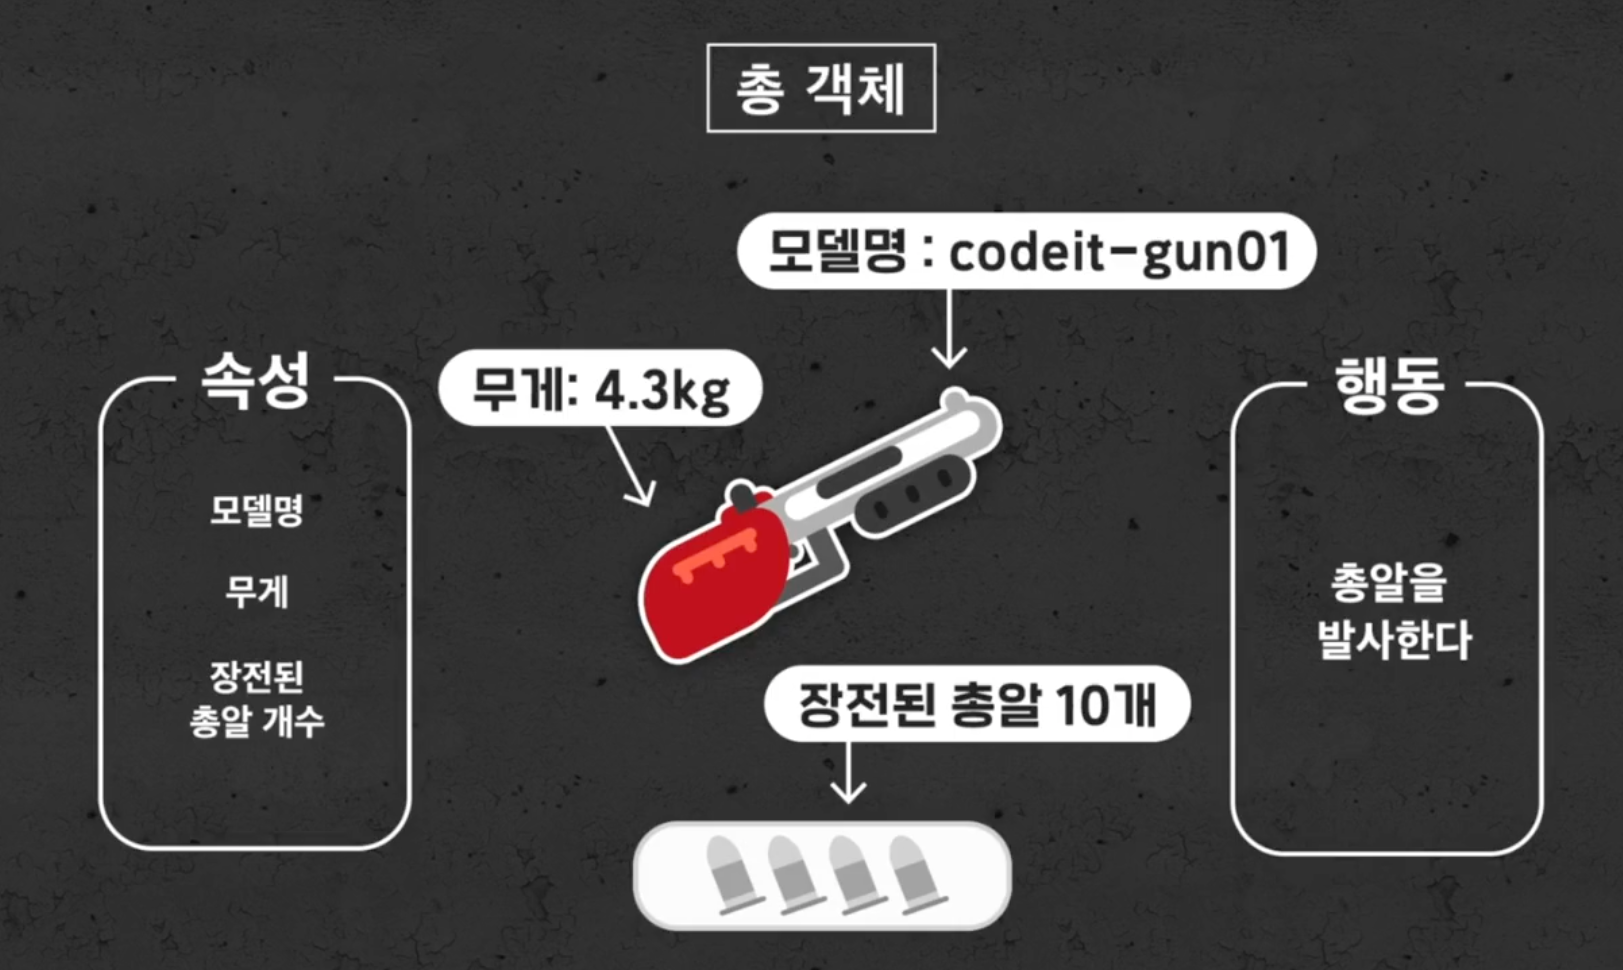 총 객체
모델명 : codeit-gun01
무게: 4.3kg
속성
모델명
무게
장전된
총알 개수
행동
총알을
발사한다
장전된 총알 10개